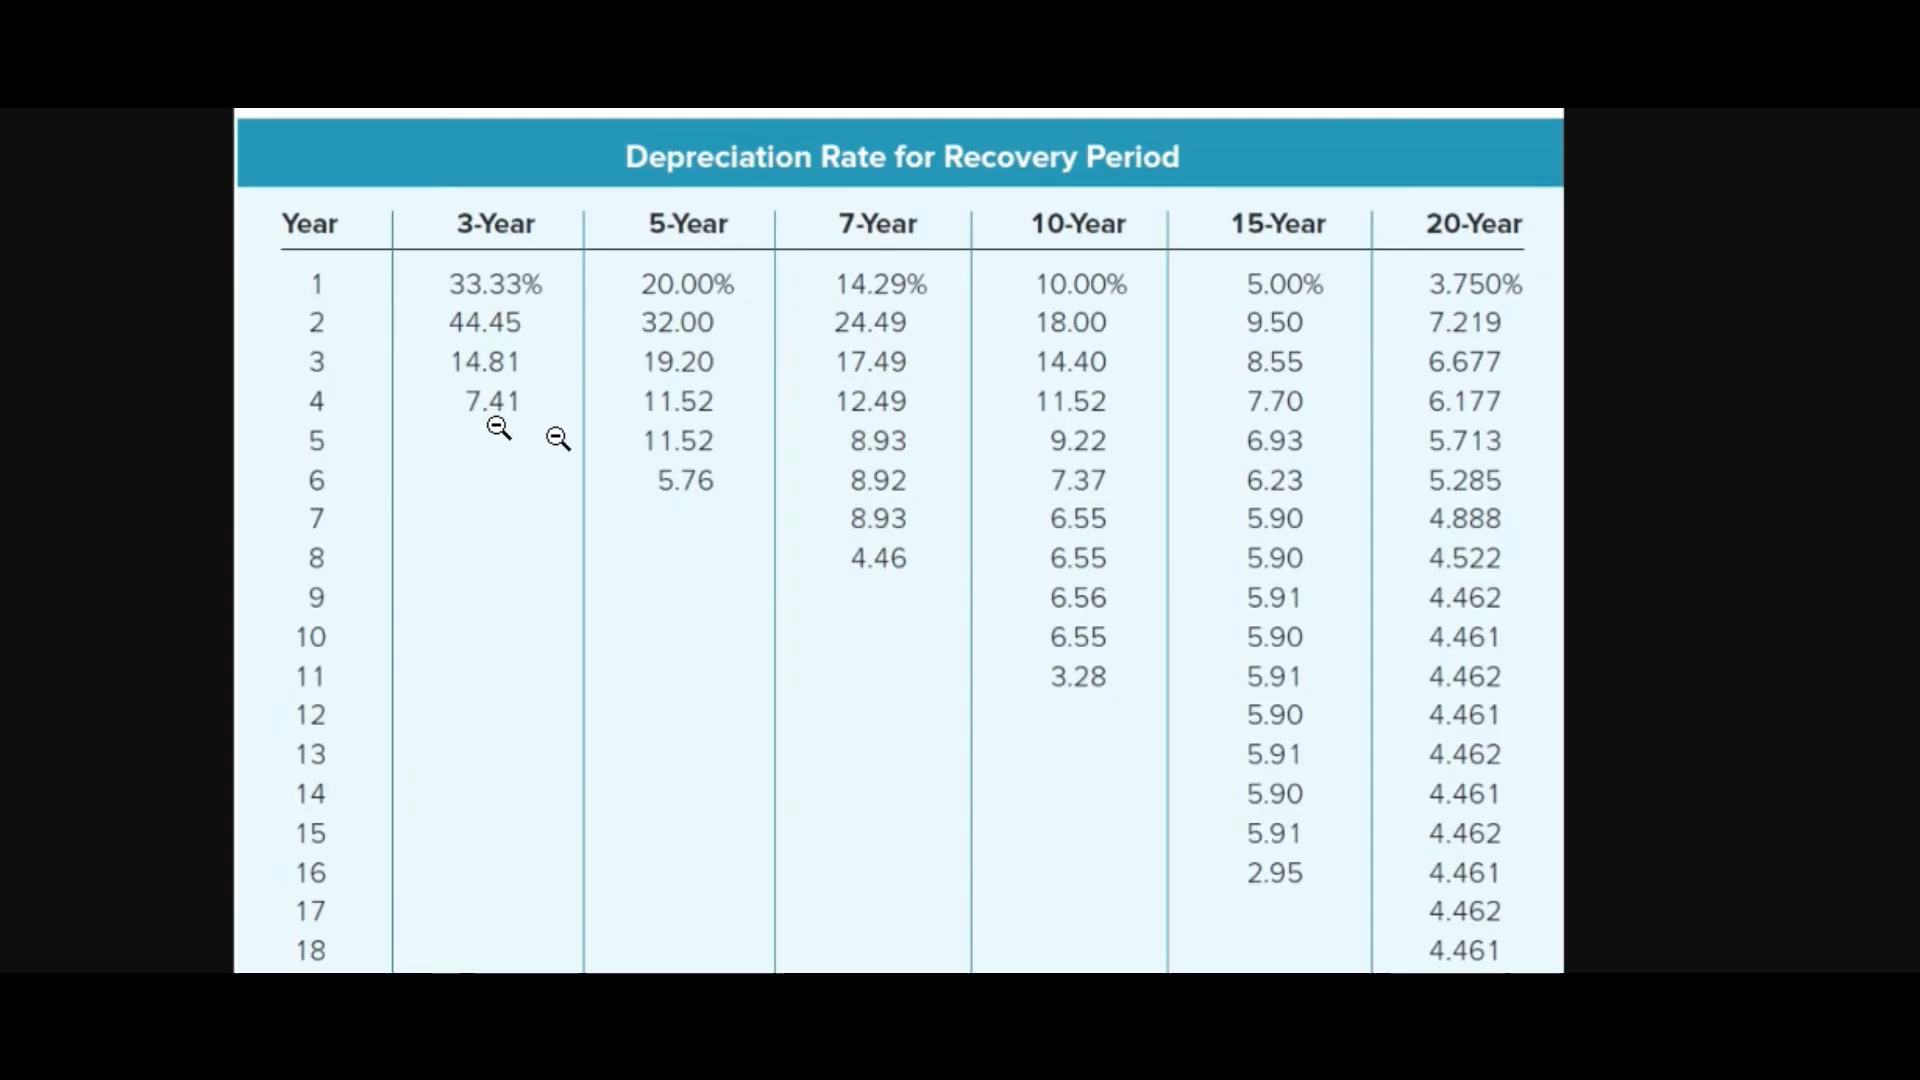 Depreciation Rate for Recovery Period
Year 3-Year 5-Year 7-Year 10-Year 15-Year 20-Year
1 33.33% 20.00% 14.29% 10.00% 5.00% 3.750%
2 44.45 32.00 24.49 18.00 9.50 7.219
3 14.81 19.20 17.49 14.40 8.55 6.677
4 7.41 11.52 12.49 11.52 7.70 6.177
5 11.52 8.93 9.22 6.93 5.713
6 5.76 8.92 7.37 6.23 5.285
7 8.93 6.55 5.90 4.888
8 4.46 6.55 5.90 4.522
9 6.56 5.91 4.462
10 6.55 5.90 4.461
11 3.28 5.91 4.462
12 5.90 4.461
13 5.91 4.462
14 5.90 4.461
15 5.91 4.462
16 2.95 4.461
17 4.462
18 4.461